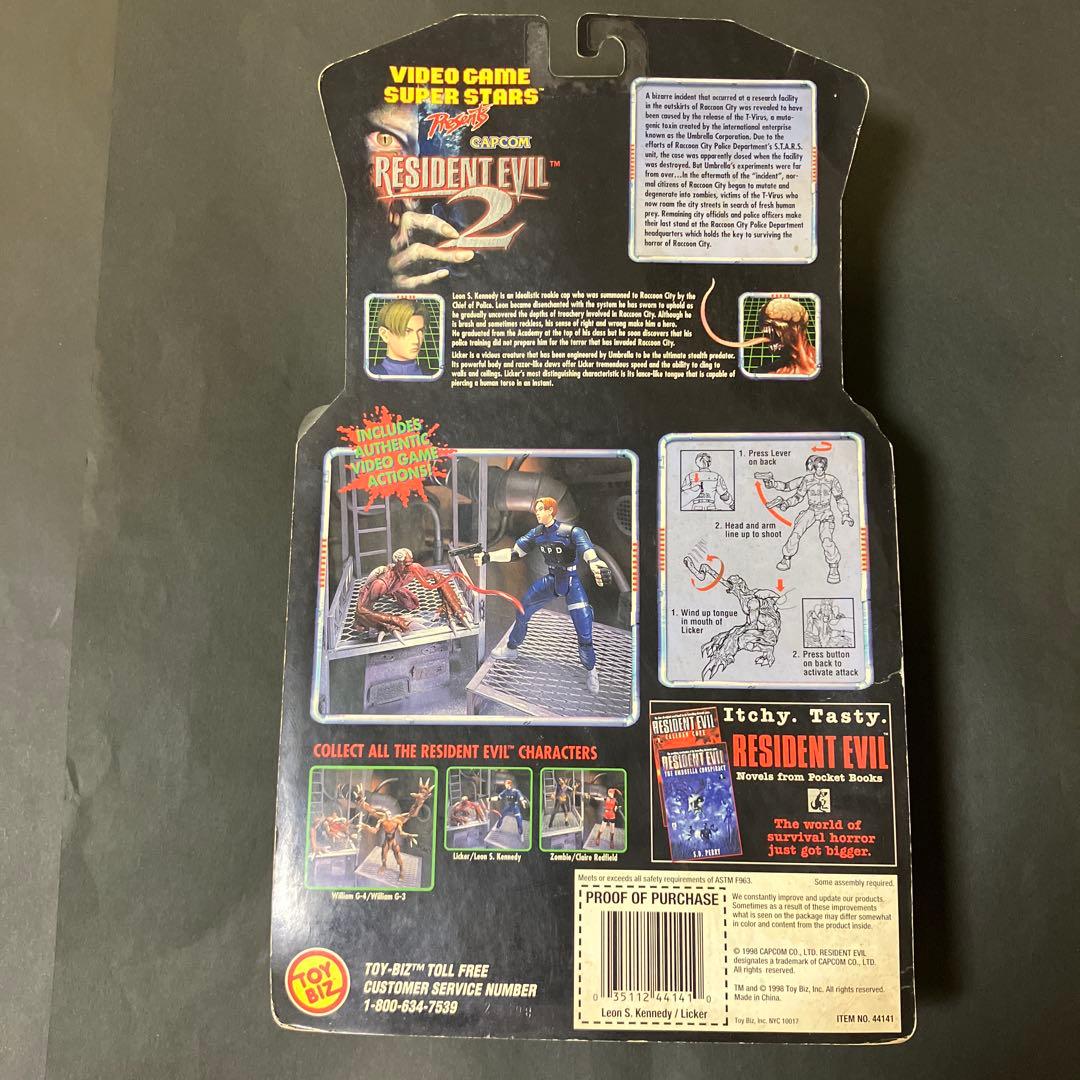 VIDEO GAME
SUPER STARS™
Presents
CAPCOM
RESIDENT EVIL™
2
A bizarre incident that occurred at a research facility
in the outskirts of Raccoon City was revealed to have
been caused by the release of the T-Virus, a muta-
genic toxin created by the international enterprise
known as the Umbrella Corporation. Due to the
efforts of Raccoon City Police Department's S.T.A.R.S.
unit, the case was apparently closed when the facility
was destroyed. But Umbrella's experiments were far
from over...In the aftermath of the "incident", nor-
mal citizens of Raccoon City began to mutate and
degenerate into zombies, victims of the T-Virus who
now roam the city streets in search of fresh human
prey. Remaining city officials and police officers make
their last stand at the Raccoon City Police Department
headquarters which holds the key to surviving the
horror of Raccoon City.
Leon S. Kennedy is an idealistic rookie cop who was summoned to Raccoon City by the
Chief of Police. Leon became disenchanted with the system he has sworn to uphold as
he gradually uncovered the depths of treachery involved in Raccoon City. Although he
is brash and sometimes reckless, his sense of right and wrong make him a hero.
He graduated from the Academy at the top of his class but he soon discovers that his
police training did not prepare him for the terror that has invaded Raccoon City.
Licker is a vicious creature that has been engineered by Umbrella to be the ultimate stealth predator.
Its powerful body and razor-like claws offer Licker tremendous speed and the ability to cling to
walls and ceilings. Licker's most distinguishing characteristic is its lance-like tongue that is capable of
piercing a human torso in an instant.
INCLUDES
AUTHENTIC
VIDEO GAME
ACTIONS!
RPD
1. Press Lever
on back
2. Head and arm
line up to shoot
1. Wind up tongue
in mouth of
Licker
2. Press button
on back to
activate attack
COLLECT ALL THE RESIDENT EVIL™ CHARACTERS
William G-4/William G-3
Licker/Leon S. Kennedy
Zombie/Claire Redfield
RESIDENT EVIL
CALIBAN COVE
RESIDENT EVIL
THE UMBRELLA CONSPIRACY
S.D. PERRY
Itchy. Tasty.
RESIDENT EVIL™
Novels from Pocket Books
The world of
survival horror
just got bigger.
Meets or exceeds all safety requirements of ASTM F963.
Some assembly required.
PROOF OF PURCHASE
0 35112 44141 0
Leon S. Kennedy / Licker
We constantly improve and update our products.
Sometimes as a result of these improvements
what is seen on the package may differ somewhat
in color and content from the product inside.
© 1998 CAPCOM CO., LTD. RESIDENT EVIL
designates a trademark of CAPCOM CO., LTD.
All rights reserved.
TM and © 1998 Toy Biz, Inc. All rights reserved.
Made in China.
Toy Biz, Inc. NYC 10017
ITEM NO. 44141
TOY BIZ
TOY-BIZ™ TOLL FREE
CUSTOMER SERVICE NUMBER
1-800-634-7539